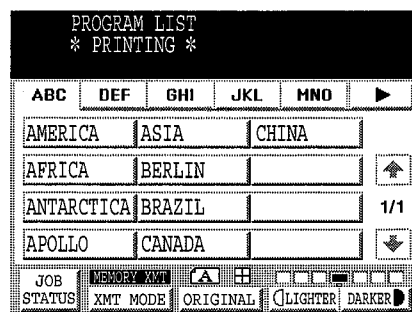 PROGRAM LIST
* PRINTING *
ABC DEF GHI JKL MNO
AMERICA ASIA CHINA
AFRICA BERLIN
ANTARCTICA BRAZIL 1/1
APOLLO CANADA
JOB STATUS MEMORY XMT A
XMT MODE ORIGINAL LIGHTER DARKER